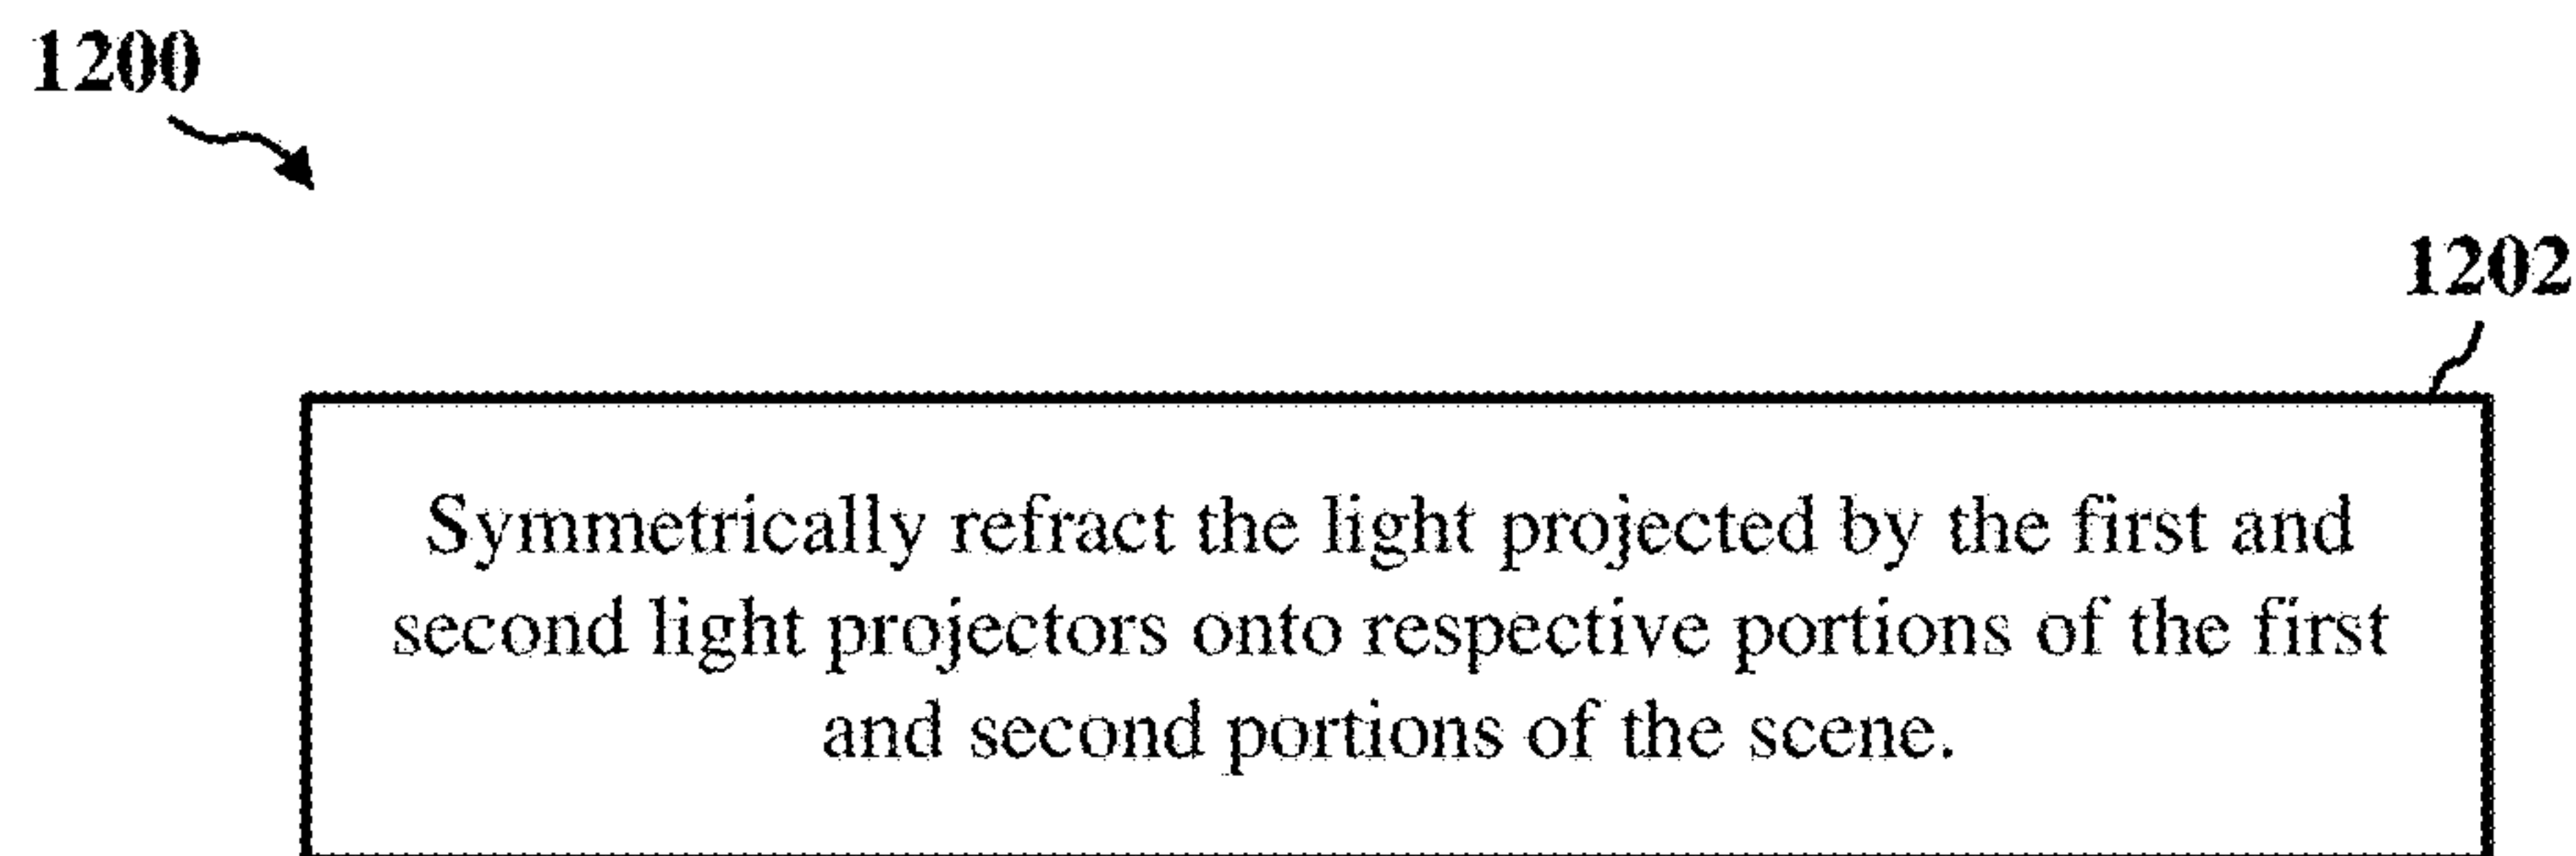 1200
1202
Symmetrically refract the light projected by the first and
second light projectors onto respective portions of the first
and second portions of the scene.